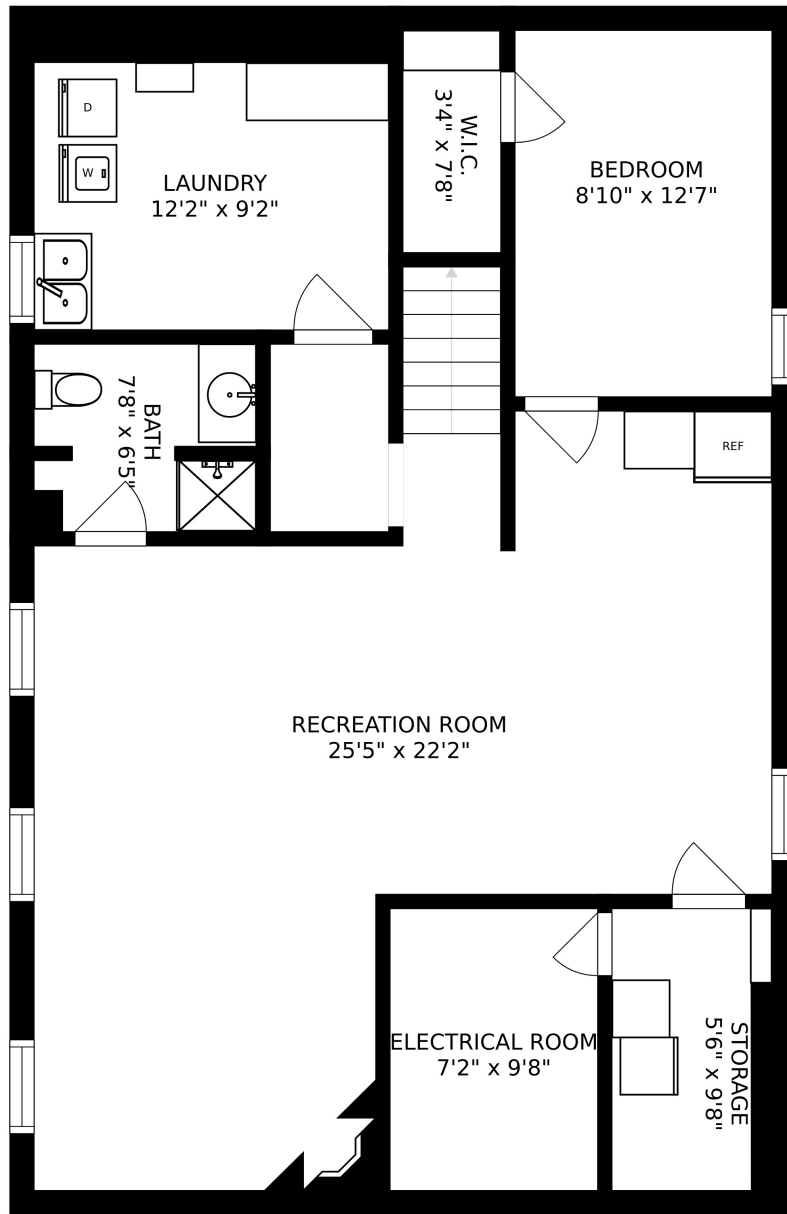 D
W
LAUNDRY
12'2" x 9'2"
W.I.C.
3'4" x 7'8"
BEDROOM
8'10" x 12'7"
BATH
7'8" x 6'5"
REF
RECREATION ROOM
25'5" x 22'2"
ELECTRICAL ROOM
7'2" x 9'8"
STORAGE
5'6" x 9'8"